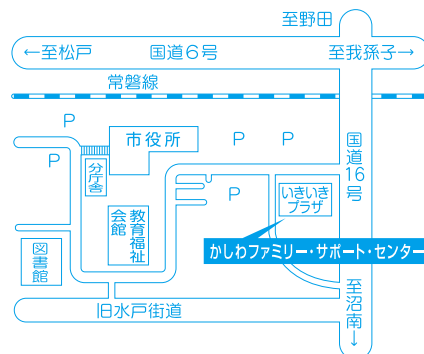 至野田
←至松戸
国道6号
至我孫子→
常磐線
P
市役所
P
P
国道16号
P
分庁舎
P
いきいき
プラザ
教育福祉
会館
図書館
かしわファミリー・サポート・センター
旧水戸街道
至沼南→